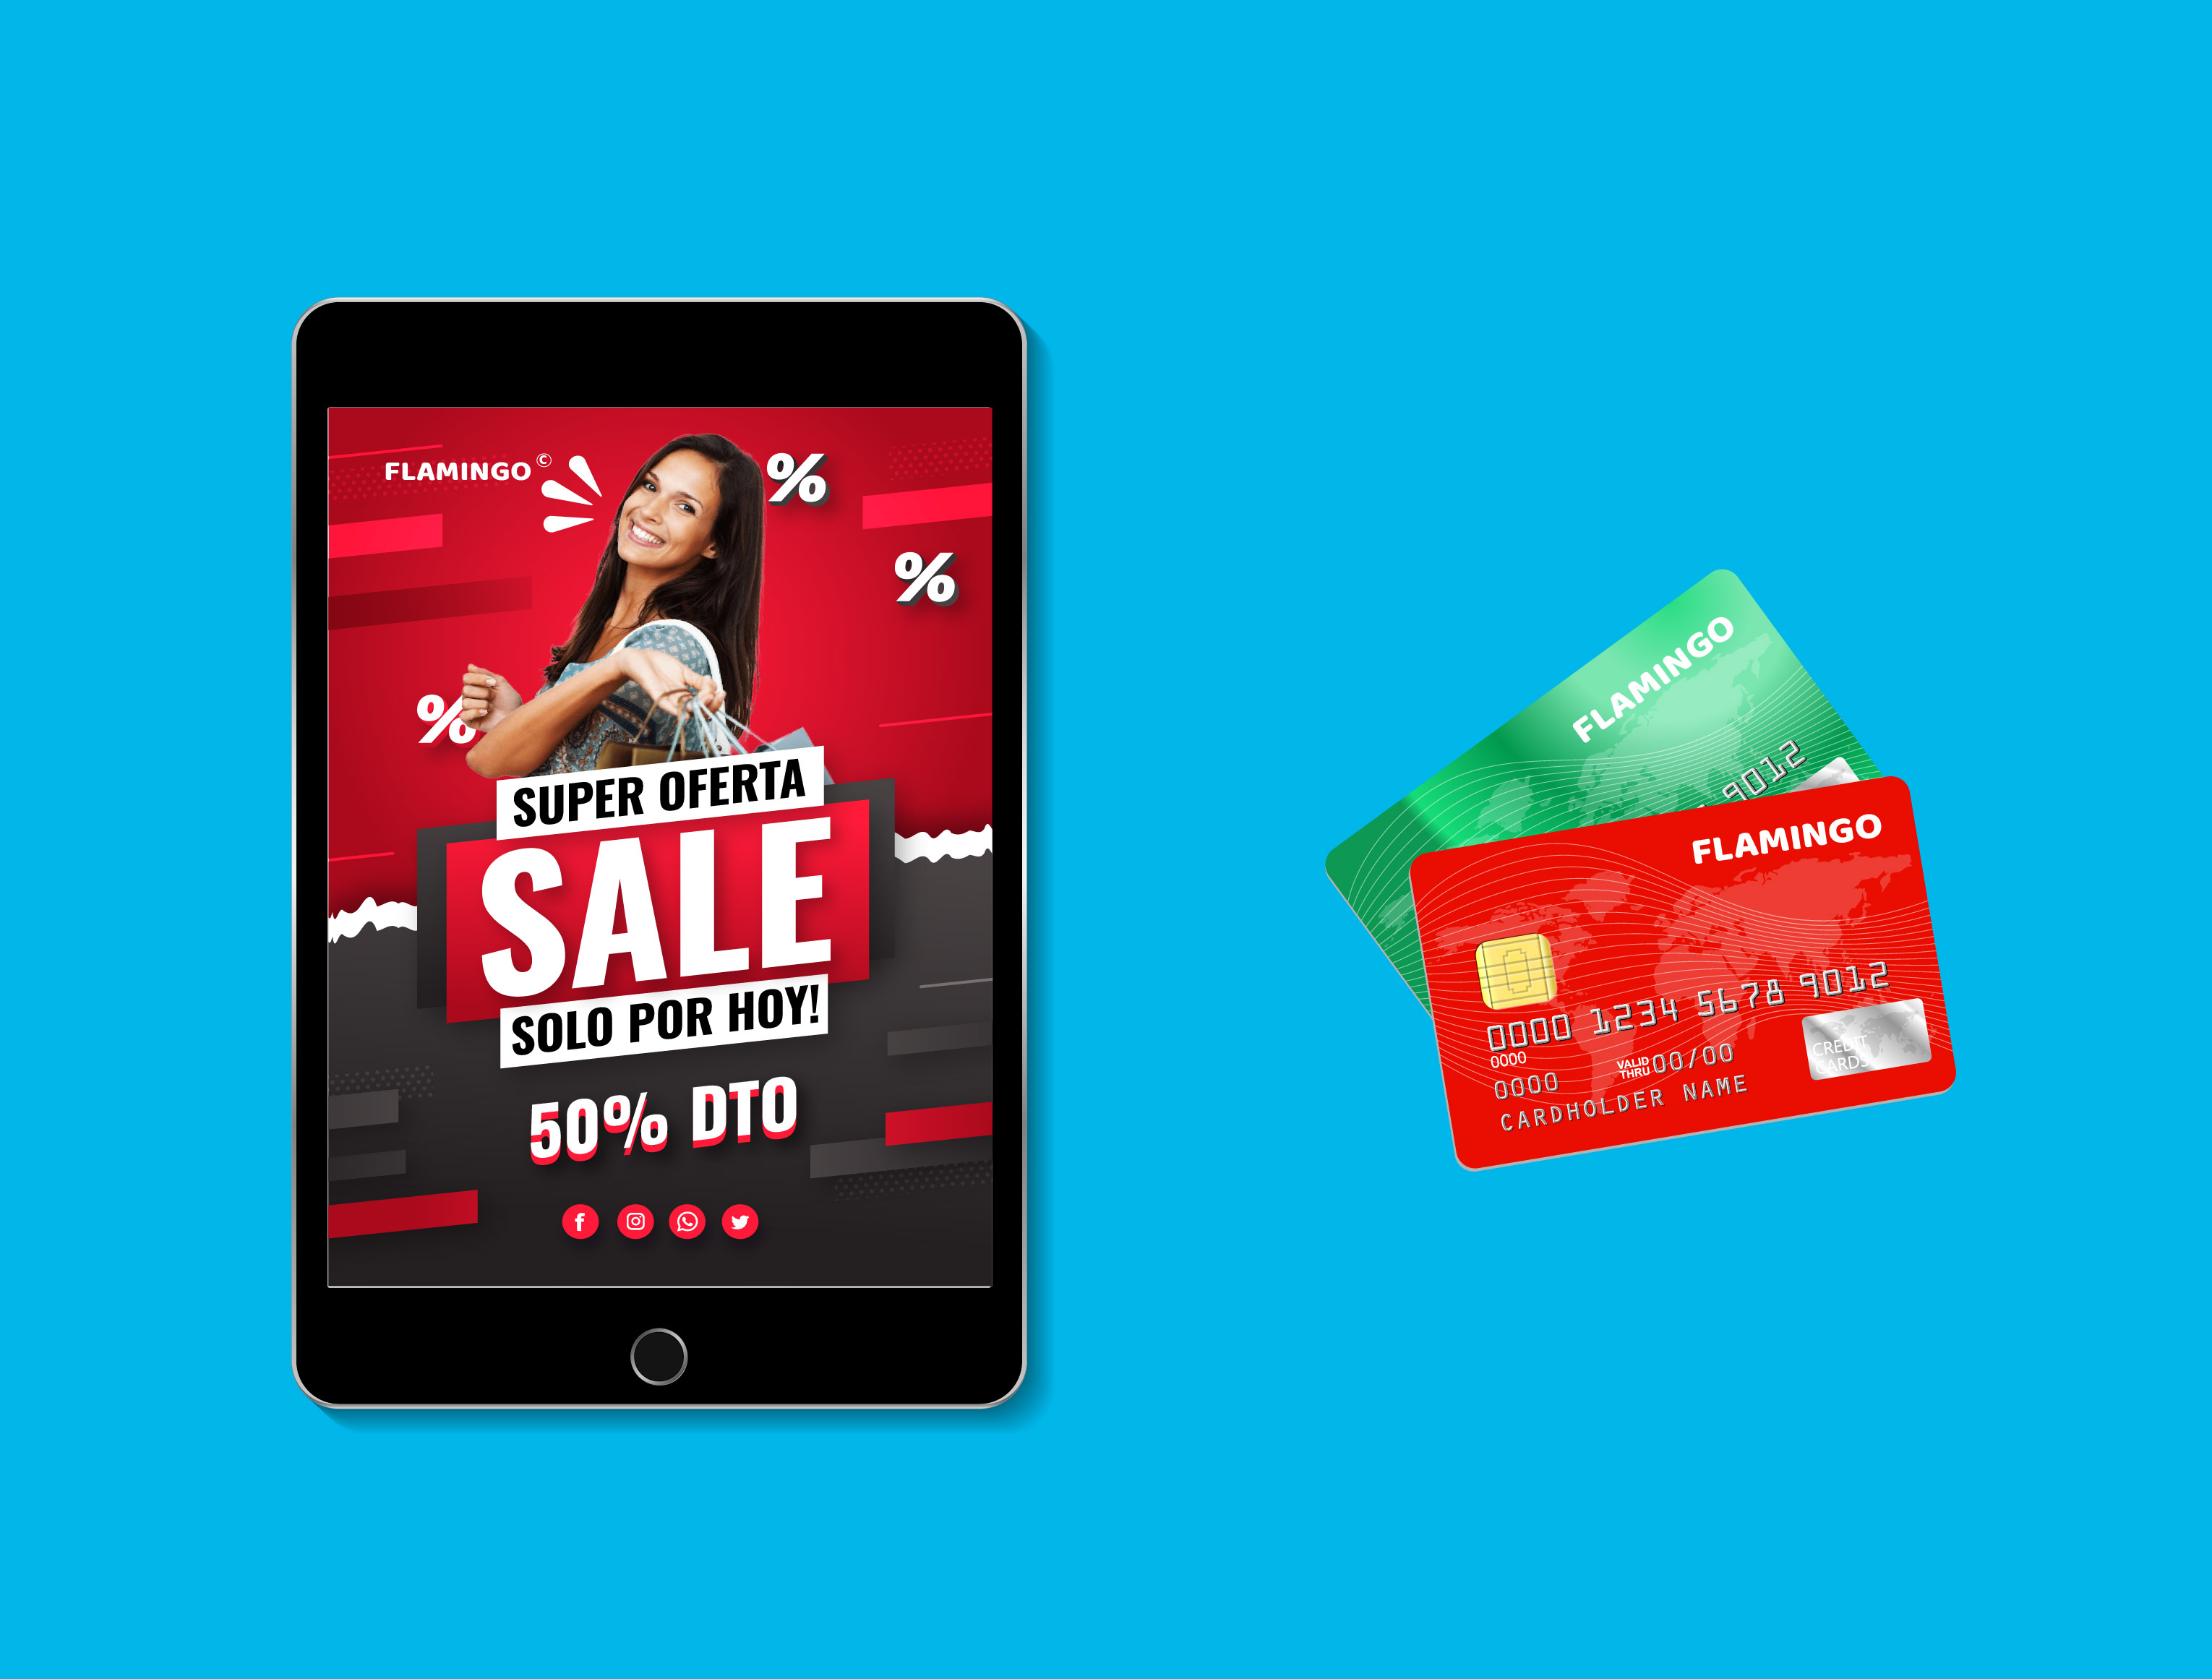 FLAMINGO ©
%
%
%
SUPER OFERTA
SALE
SOLO POR HOY!
50% DTO
FLAMINGO
9012
FLAMINGO
0000 1234 5678 9012
0000
0000
VALID
THRU
00/00
CARDHOLDER NAME
CREDIT
CARDS